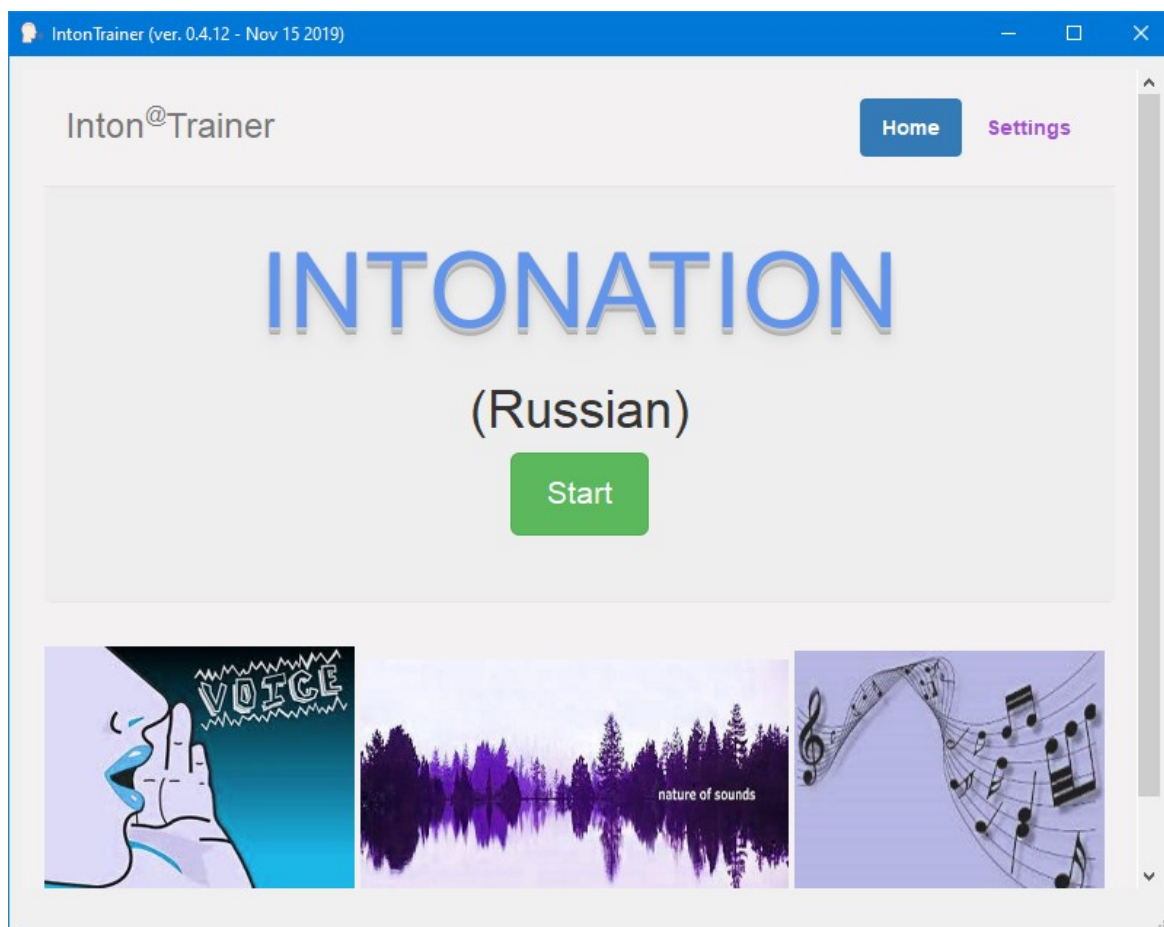 IntonTrainer (ver. 0.4.12 - Nov 15 2019)
Inton@Trainer
Home
Settings
INTONATION
(Russian)
Start
VOICE
nature of sounds